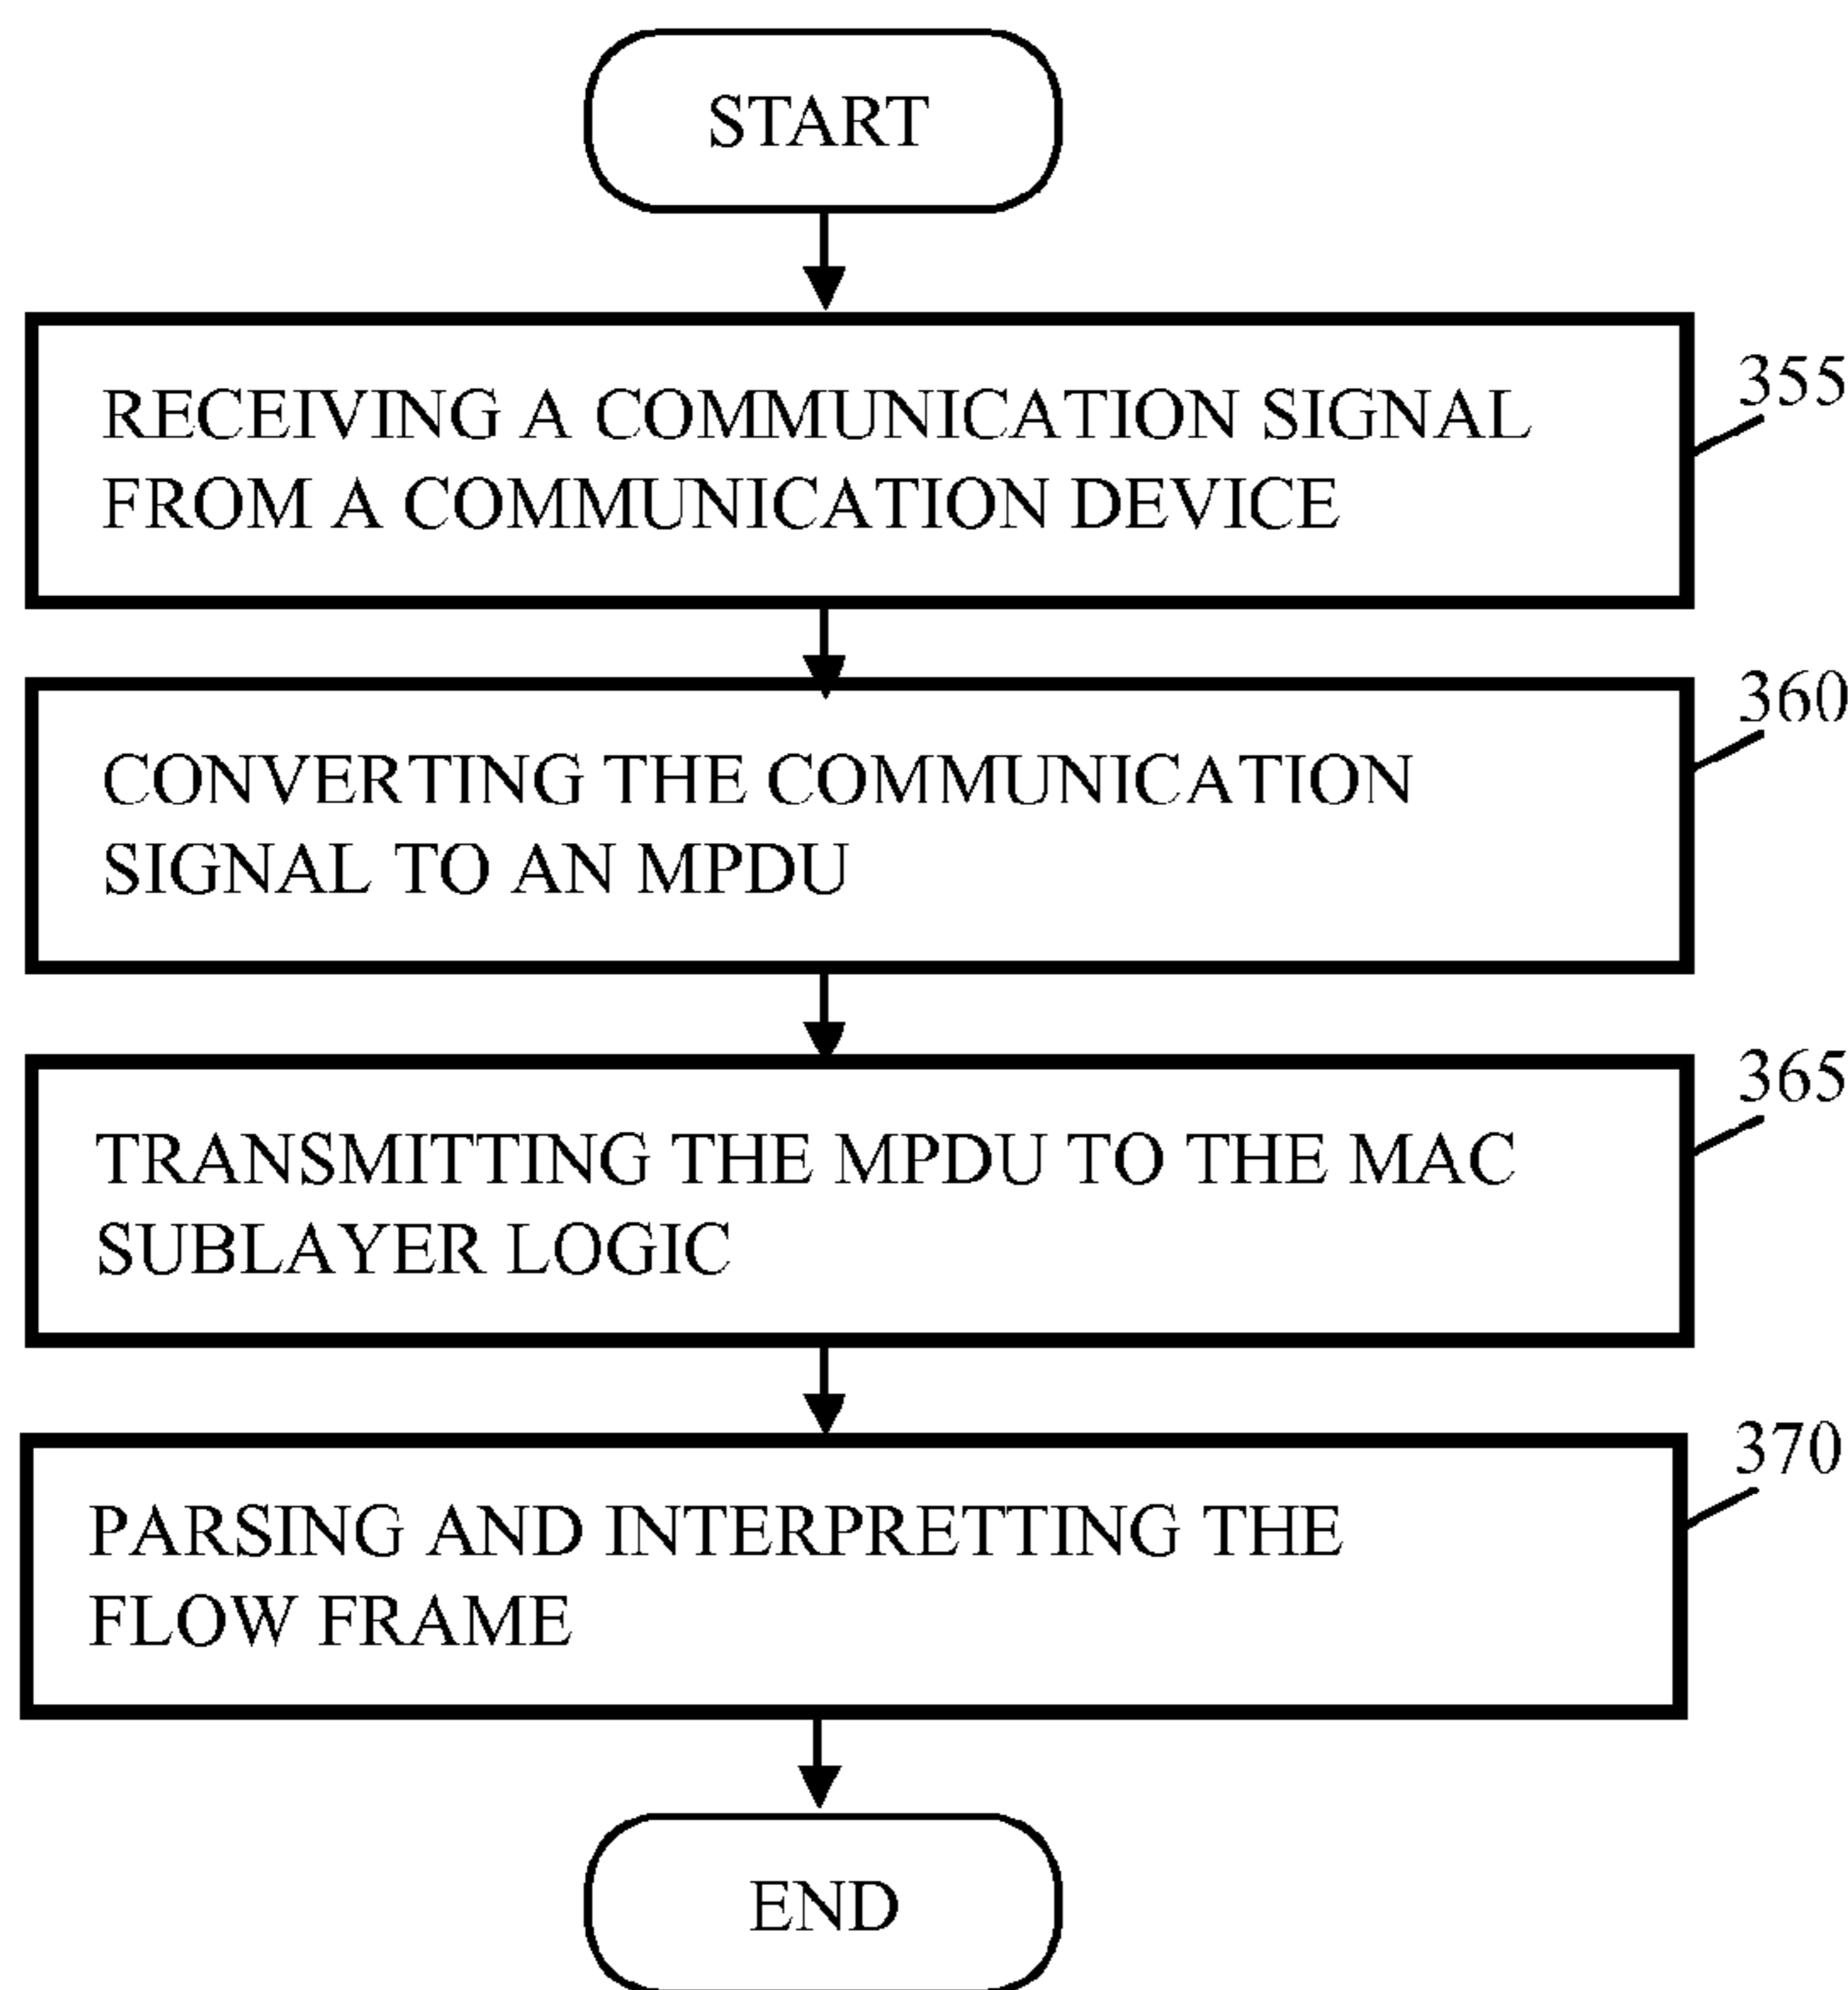 START
355
RECEIVING A COMMUNICATION SIGNAL
FROM A COMMUNICATION DEVICE
360
CONVERTING THE COMMUNICATION
SIGNAL TO AN MPDU
365
TRANSMITTING THE MPDU TO THE MAC
SUBLAYER LOGIC
370
PARSING AND INTERPRETTING THE
FLOW FRAME
END